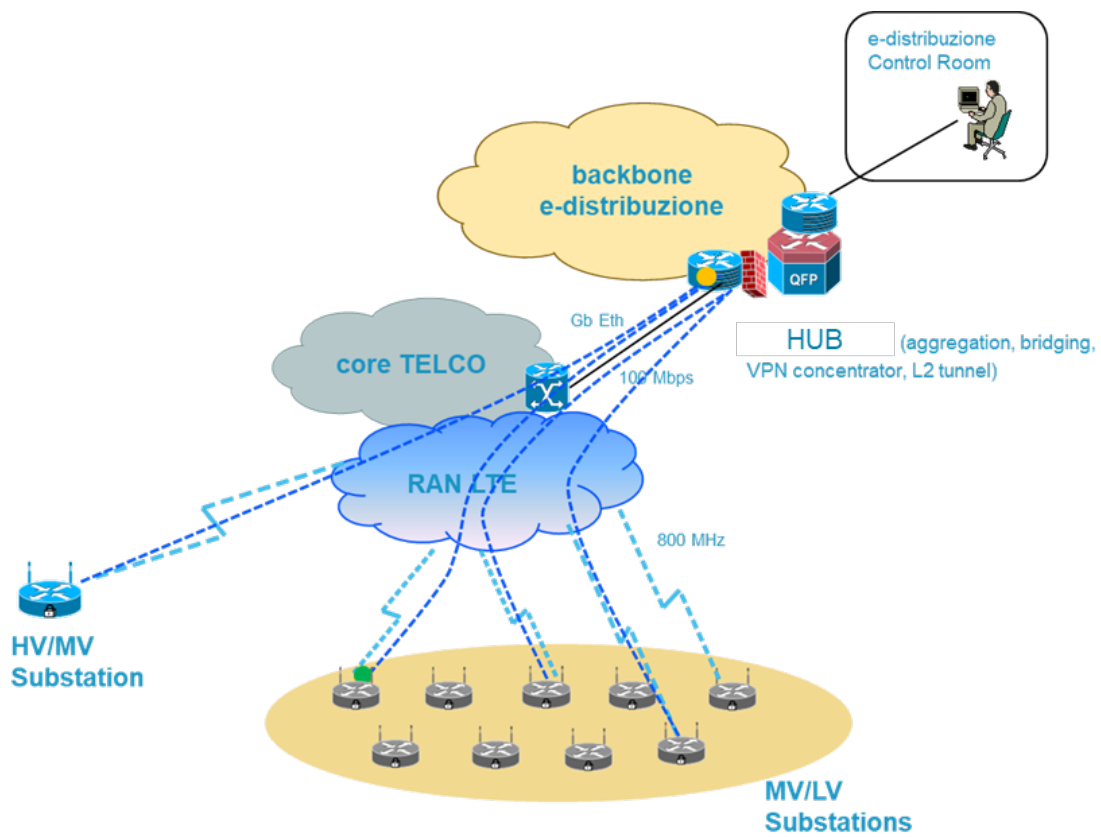 e-distribuzione
Control Room
backbone
e-distribuzione
QFP
Gb Eth
HUB (aggregation, bridging,
VPN concentrator, L2 tunnel)
core TELCO
100 Mbps
RAN LTE
800 MHz
HV/MV
Substation
MV/LV
Substations